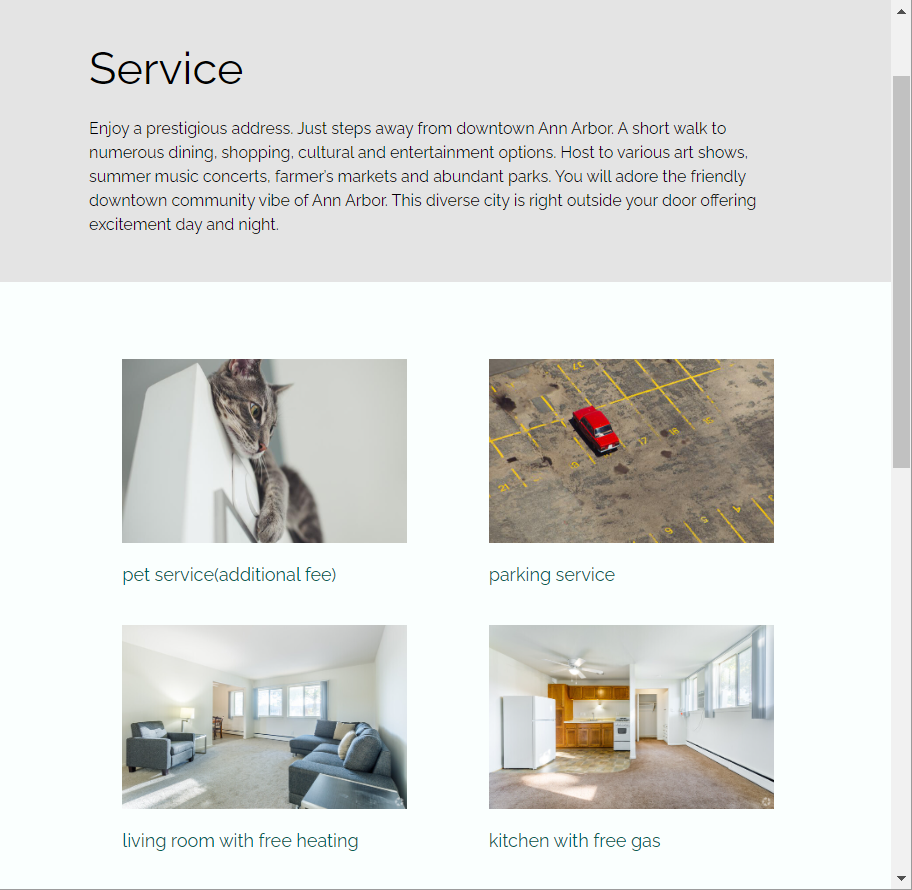 Service
Enjoy a prestigious address. Just steps away from downtown Ann Arbor. A short walk to
numerous dining, shopping, cultural and entertainment options. Host to various art shows,
summer music concerts, farmer's markets and abundant parks. You will adore the friendly
downtown community vibe of Ann Arbor. This diverse city is right outside your door offering
excitement day and night.
pet service(additional fee)
parking service
living room with free heating
kitchen with free gas